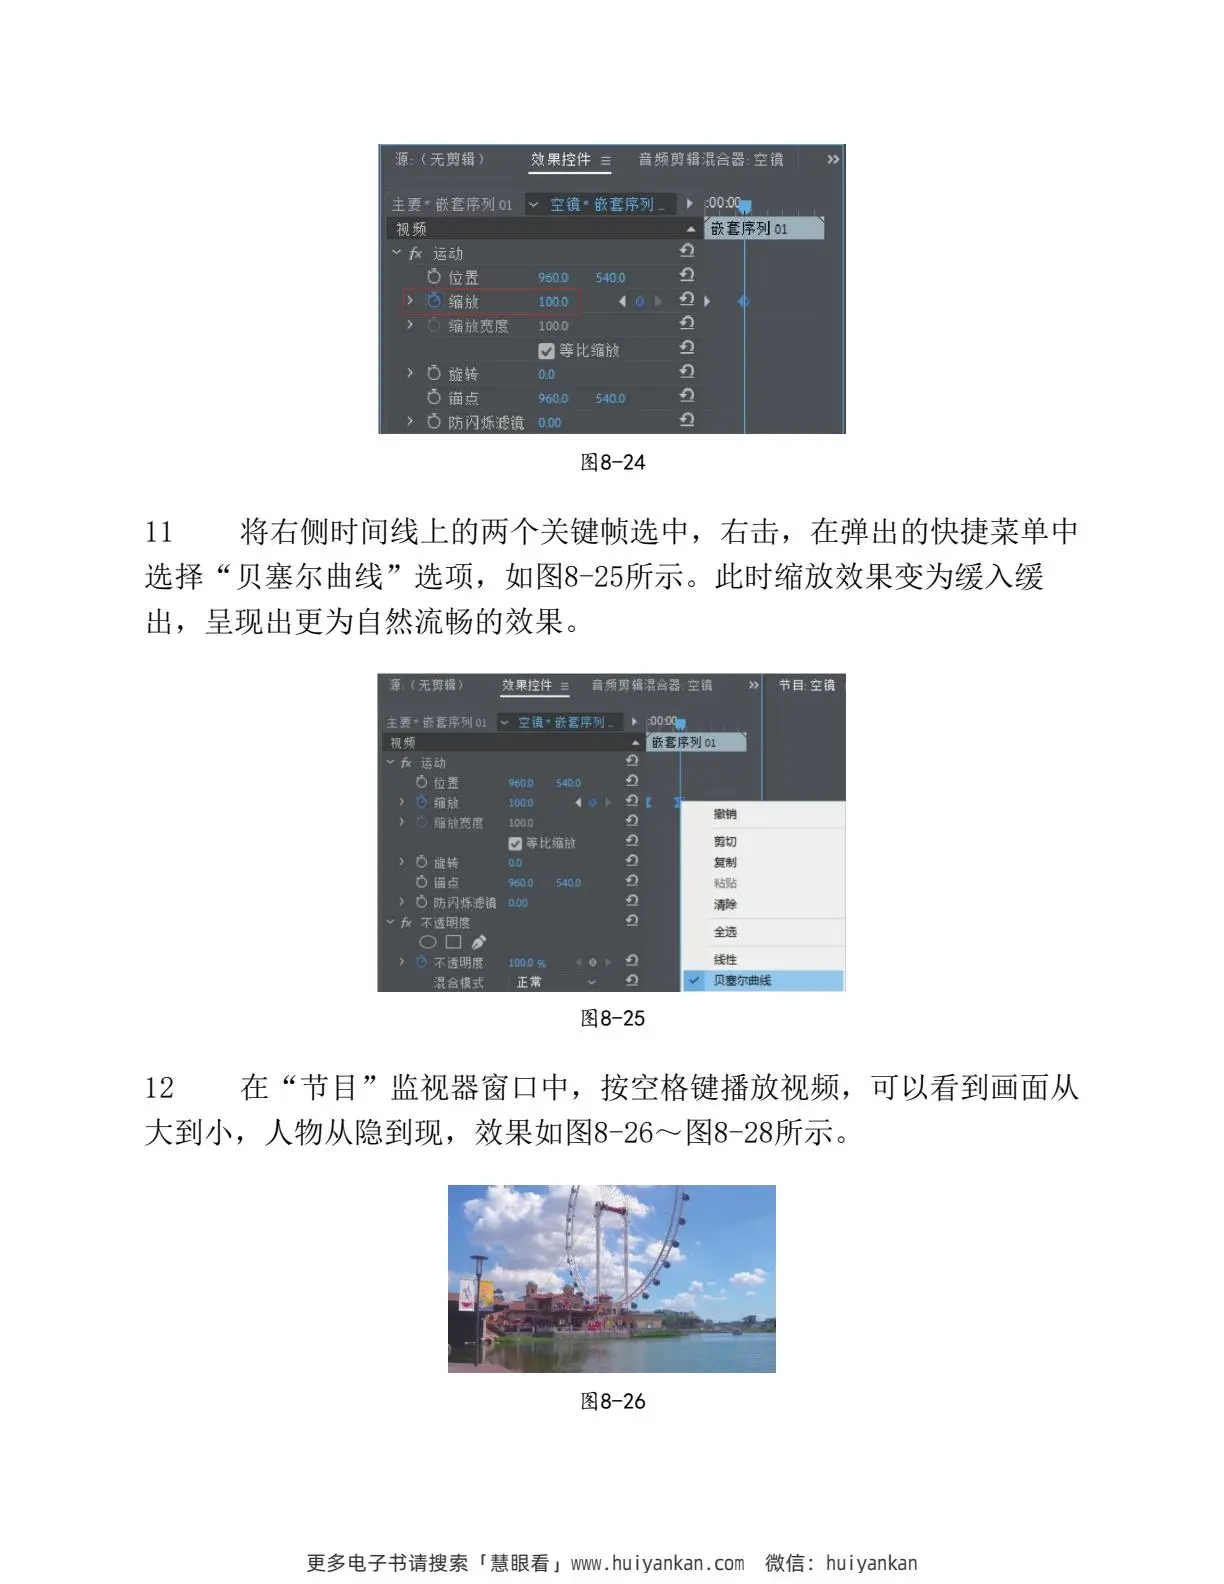 源:（无剪辑） 效果控件 音频剪辑混合器:空镜
主要*嵌套序列01 空镜*嵌套序列... :00:00
视频 嵌套序列01
fx 运动
位置 960.0 540.0
缩放 100.0
缩放宽度 100.0
等比缩放
旋转 0.0
锚点 960.0 540.0
防闪烁滤镜 0.00
图8-24
11 将右侧时间线上的两个关键帧选中，右击，在弹出的快捷菜单中
选择“贝塞尔曲线”选项，如图8-25所示。此时缩放效果变为缓入缓
出，呈现出更为自然流畅的效果。
源:（无剪辑） 效果控件 音频剪辑混合器:空镜 节目:空镜
主要*嵌套序列01 空镜*嵌套序列... :00:00
视频 嵌套序列01
fx 运动
位置 960.0 540.0
缩放 100.0
撤销
缩放宽度 100.0
等比缩放
剪切
旋转 0.0
复制
锚点 960.0 540.0
粘贴
防闪烁滤镜 0.00
清除
fx 不透明度
全选
不透明度 100.0 %
线性
混合模式 正常
贝塞尔曲线
图8-25
12 在“节目”监视器窗口中，按空格键播放视频，可以看到画面从
大到小，人物从隐到现，效果如图8-26～图8-28所示。
图8-26
更多电子书请搜索「慧眼看」www.huiyankan.com 微信：huiyankan